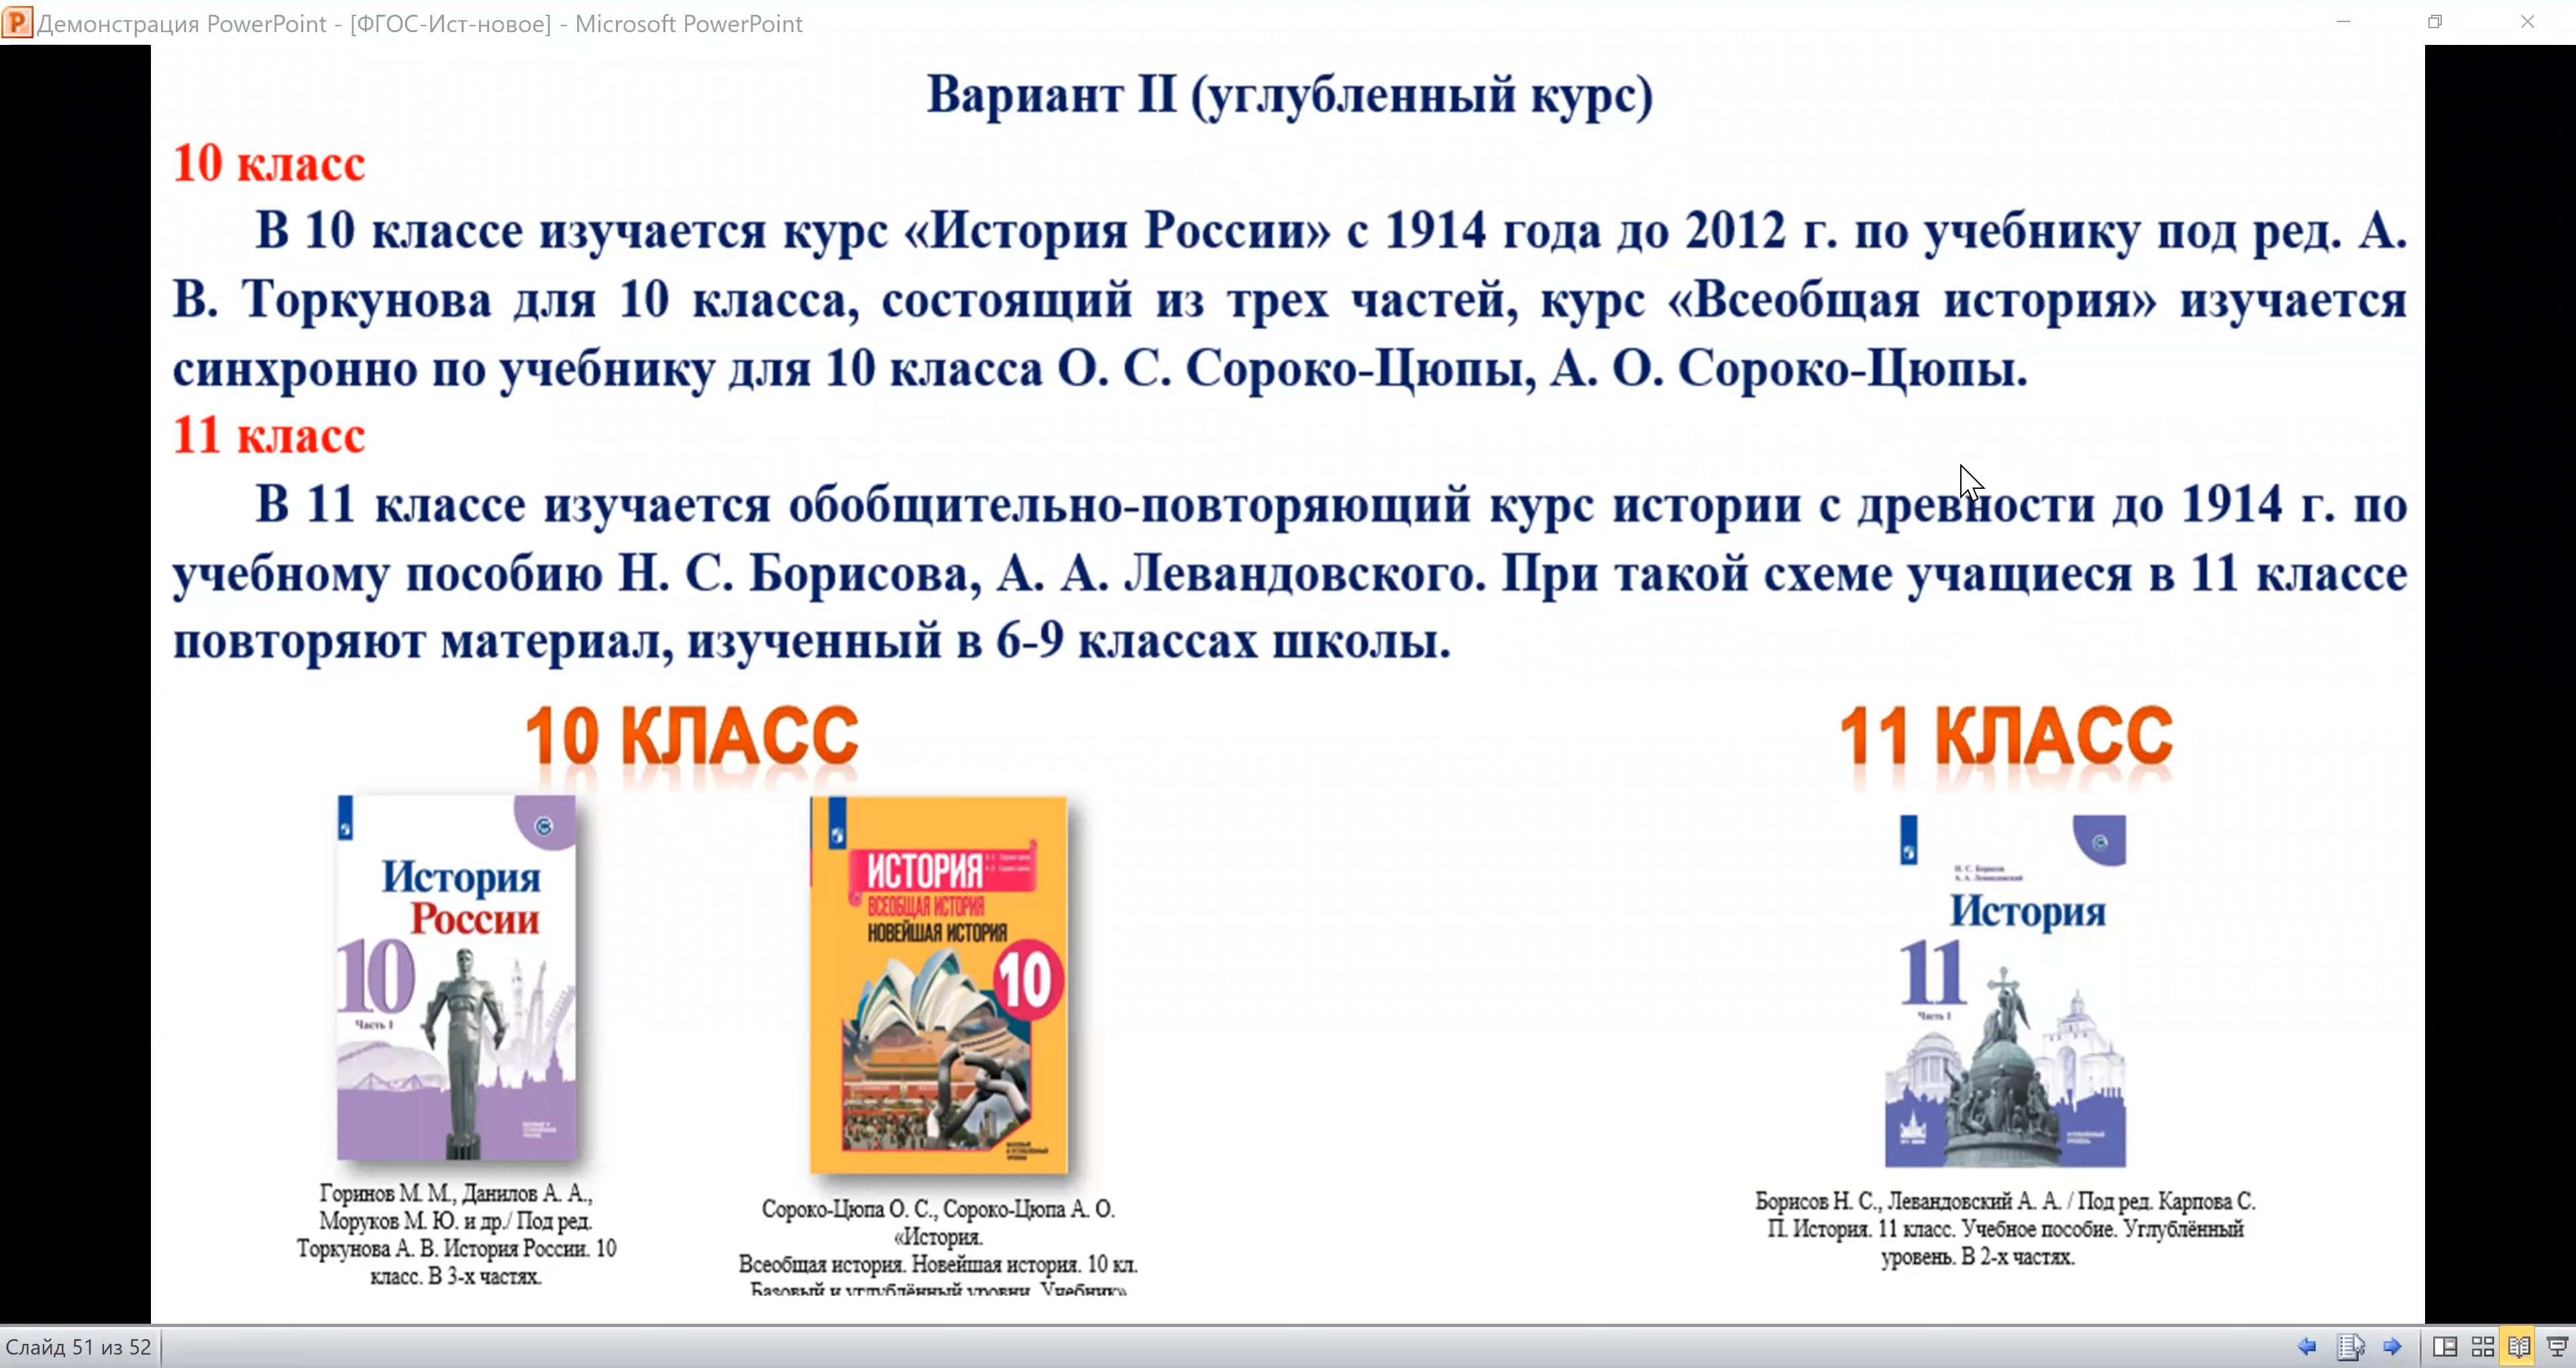 Демонстрация PowerPoint - [ФГОС-Ист-новое] - Microsoft PowerPoint
Вариант II (углубленный курс)
10 класс
В 10 классе изучается курс «История России» с 1914 года до 2012 г. по учебнику под ред. А.
В. Торкунова для 10 класса, состоящий из трех частей, курс «Всеобщая история» изучается
синхронно по учебнику для 10 класса О. С. Сороко-Цюпы, А. О. Сороко-Цюпы.
11 класс
В 11 классе изучается обобщительно-повторяющий курс истории с древности до 1914 г. по
учебному пособию Н. С. Борисова, А. А. Левандовского. При такой схеме учащиеся в 11 классе
повторяют материал, изученный в 6-9 классах школы.
10 КЛАСС
11 КЛАСС
История
России
10
Часть 1
ИСТОРИЯ
ВСЕОБЩАЯ ИСТОРИЯ
НОВЕЙШАЯ ИСТОРИЯ
10
Н. С. Борисов
А. А. Левандовский
История
11
Часть 1
Горинов М. М., Данилов А. А.,
Моруков М. Ю. и др./ Под ред.
Торкунова А. В. История России. 10
класс. В 3-х частях.
Сороко-Цюпа О. С., Сороко-Цюпа А. О.
«История.
Всеобщая история. Новейшая история. 10 кл.
Базовый и углублённый уровни. Учебник»
Борисов Н. С., Левандовский А. А. / Под ред. Карпова С.
П. История. 11 класс. Учебное пособие. Углублённый
уровень. В 2-х частях.
Слайд 51 из 52